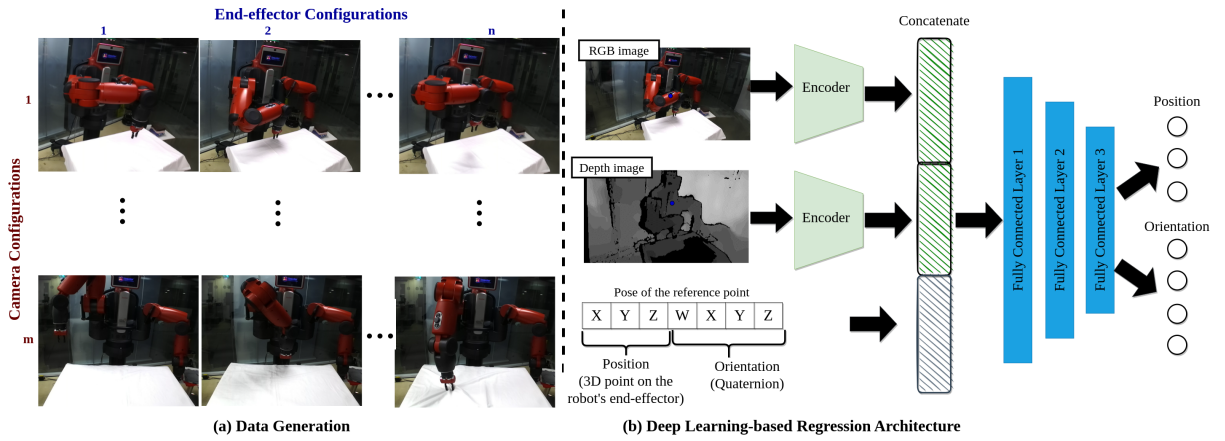 End-effector Configurations
1
2
n
Camera Configurations
1
m
(a) Data Generation
RGB image
Encoder
Depth image
Encoder
Pose of the reference point
X Y Z W X Y Z
Position
(3D point on the
robot's end-effector)
Orientation
(Quaternion)
Concatenate
Fully Connected Layer 1
Fully Connected Layer 2
Fully Connected Layer 3
Position
Orientation
(b) Deep Learning-based Regression Architecture